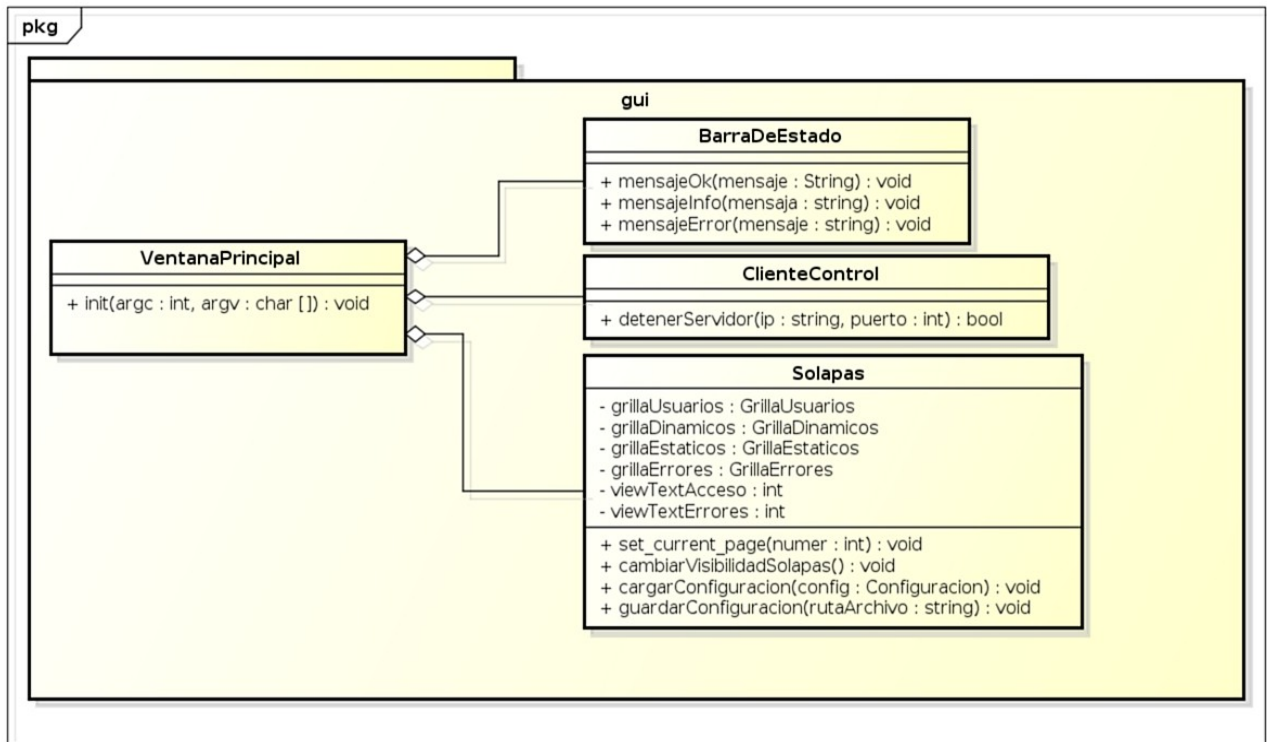 pkg
gui
BarraDeEstado
+ mensajeOk(mensaje : String) : void
+ mensajeInfo(mensaja : string) : void
+ mensajeError(mensaje : string) : void
VentanaPrincipal
+ init(argc : int, argv : char []) : void
ClienteControl
+ detenerServidor(ip : string, puerto : int) : bool
Solapas
- grillaUsuarios : GrillaUsuarios
- grillaDinamicos : GrillaDinamicos
- grillaEstaticos : GrillaEstaticos
- grillaErrores : GrillaErrores
- viewTextAcceso : int
- viewTextErrores : int
+ set_current_page(numer : int) : void
+ cambiarVisibilidadSolapas() : void
+ cargarConfiguracion(config : Configuracion) : void
+ guardarConfiguracion(rutaArchivo : string) : void